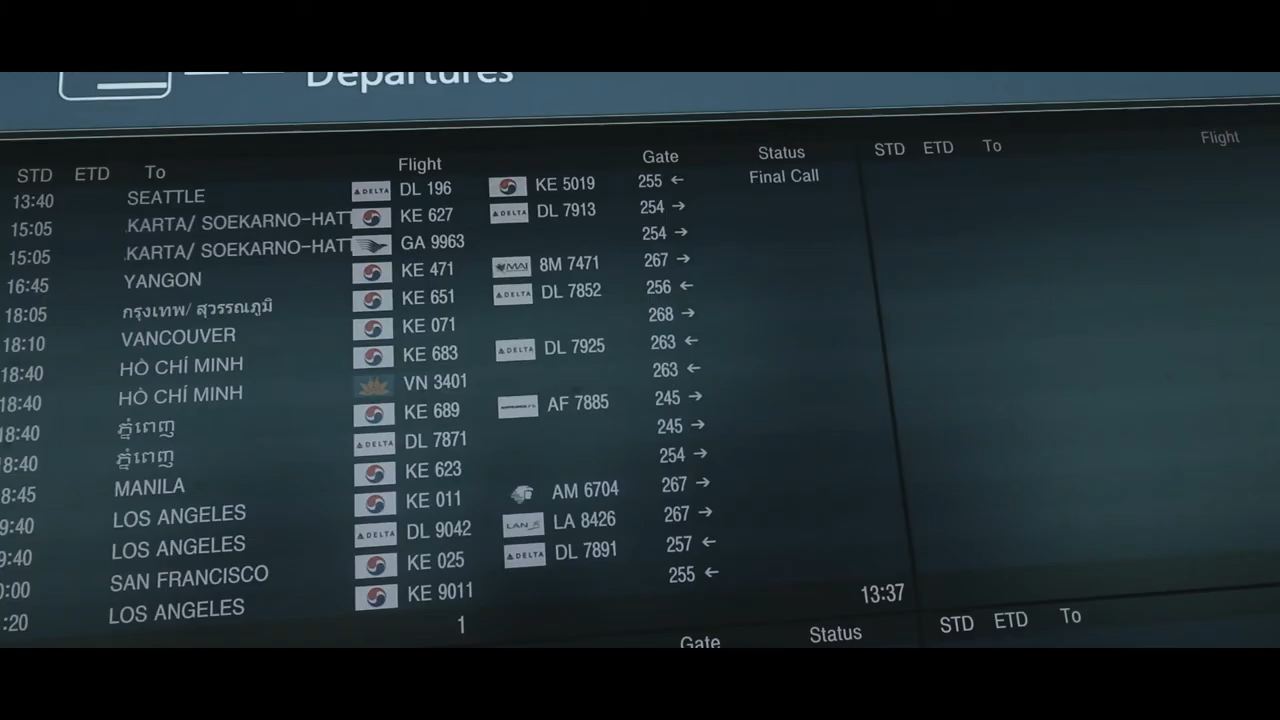 Departures
STD ETD To Flight Gate Status STD ETD To Flight
13:40 SEATTLE DELTA DL 196 KE 5019 255 ← Final Call
15:05 KARTA/ SOEKARNO-HATT KE 627 DELTA DL 7913 254 →
15:05 KARTA/ SOEKARNO-HATT GA 9963 254 →
16:45 YANGON KE 471 MAI 8M 7471 267 →
18:05 กรุงเทพ/ สุวรรณภูมิ KE 651 DELTA DL 7852 256 ←
18:10 VANCOUVER KE 071 268 →
18:40 HỒ CHÍ MINH KE 683 DELTA DL 7925 263 ←
18:40 HỒ CHÍ MINH VN 3401 263 ←
18:40 ភ្នំពេញ KE 689 AF 7885 245 →
8:40 ភ្នំពេញ DELTA DL 7871 245 →
8:45 MANILA KE 623 254 →
9:40 LOS ANGELES KE 011 AM 6704 267 →
9:40 LOS ANGELES DELTA DL 9042 LAN LA 8426 267 →
0:00 SAN FRANCISCO KE 025 DELTA DL 7891 257 ←
:20 LOS ANGELES KE 9011 255 ←
1 13:37
Gate Status STD ETD To